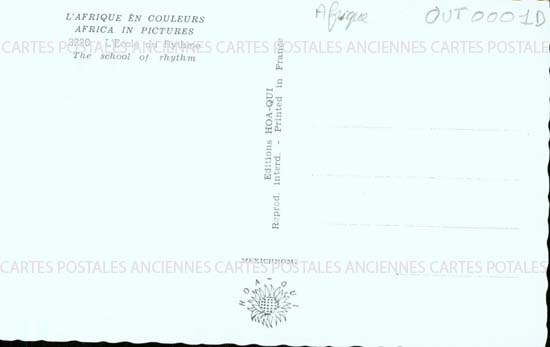 L'AFRIQUE EN COULEURS
AFRICA IN PICTURES
3220 - L'Ecole du Rythme
The school of rhythm
Afrique
OUT 0001D
Editions HOA-QUI
Reprod. interd. - Printed in France
MEXICHROME
HOA-QUI
CARTES POSTALES ANCIENNES CARTES POSTALES ANCIENNES CARTES POSTALES
CARTES POSTALES ANCIENNES CARTES POSTALES ANCIENNES CARTES POSTALES